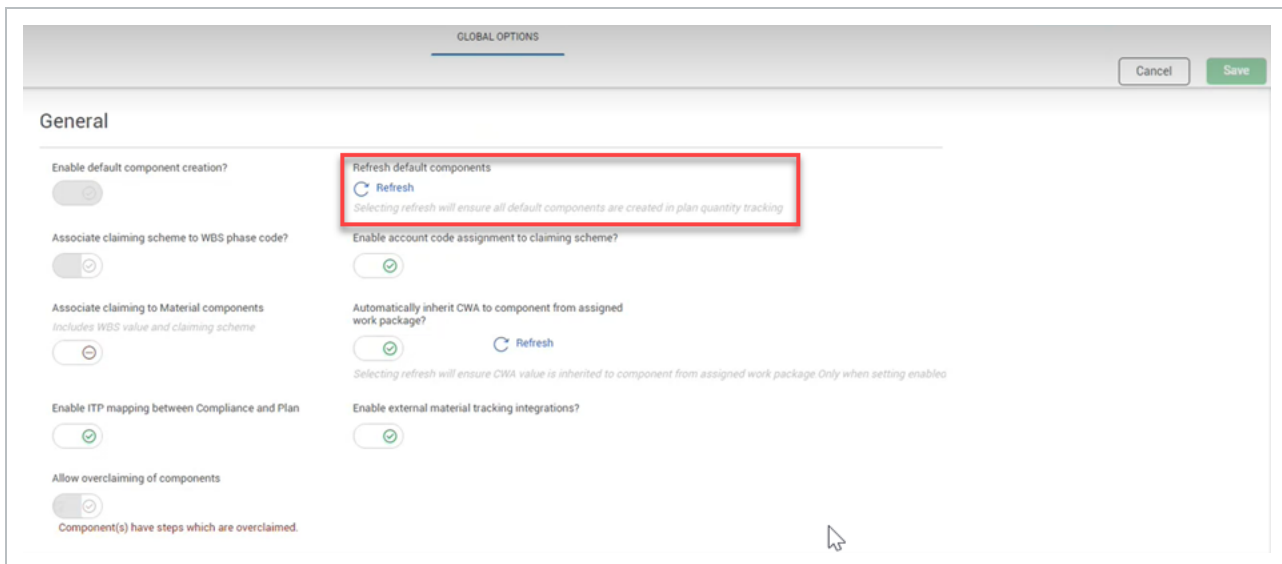 GLOBAL OPTIONS
Cancel
Save
General
Enable default component creation?
Refresh default components
Refresh
Selecting refresh will ensure all default components are created in plan quantity tracking
Associate claiming scheme to WBS phase code?
Enable account code assignment to claiming scheme?
Associate claiming to Material components
Includes WBS value and claiming scheme
Automatically inherit CWA to component from assigned
work package?
Refresh
Selecting refresh will ensure CWA value is inherited to component from assigned work package Only when setting enabled
Enable ITP mapping between Compliance and Plan
Enable external material tracking integrations?
Allow overclaiming of components
Component(s) have steps which are overclaimed.